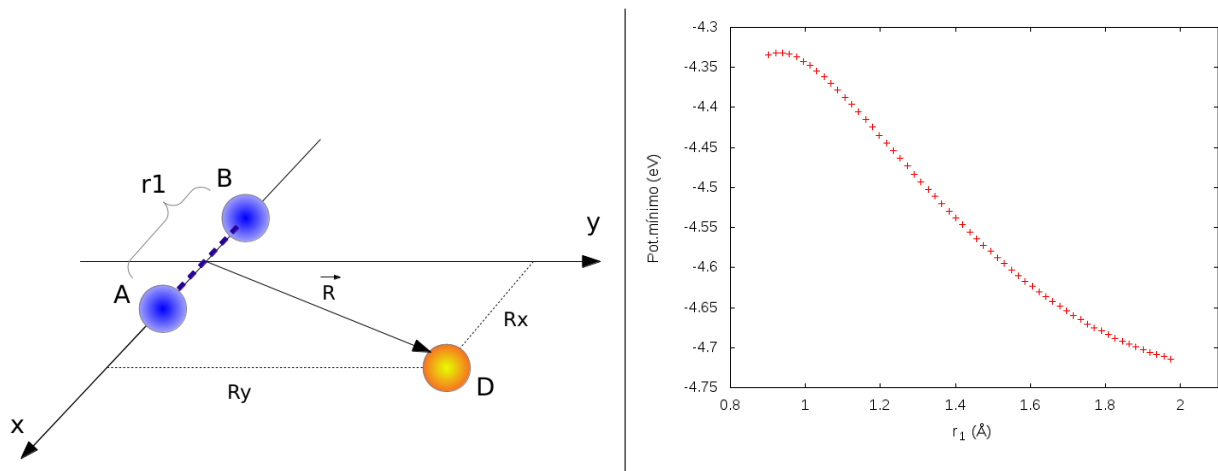 r1
B
A
y
R
Rx
Ry
D
x
-4.3
-4.35
-4.4
-4.45
-4.5
-4.55
-4.6
-4.65
-4.7
-4.75
0.8 1 1.2 1.4 1.6 1.8 2
Pot.mínimo (eV)
r1 (Å)